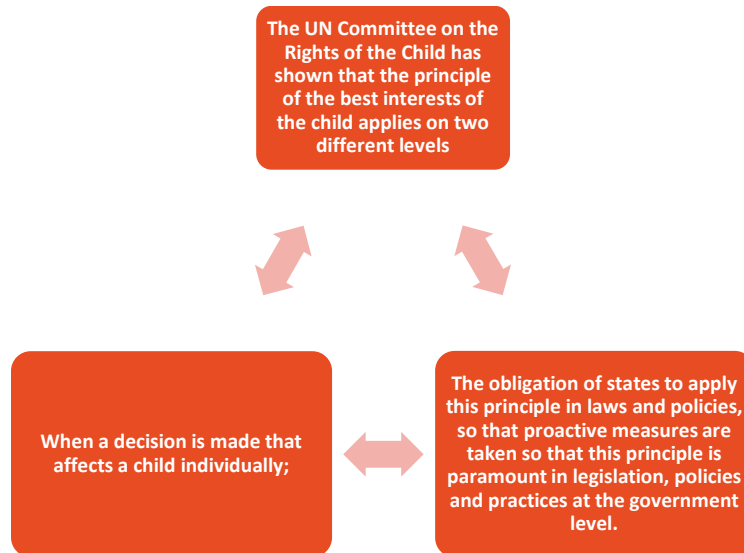 The UN Committee on the
Rights of the Child has
shown that the principle
of the best interests of
the child applies on two
different levels
When a decision is made that
affects a child individually;
The obligation of states to apply
this principle in laws and policies,
so that proactive measures are
taken so that this principle is
paramount in legislation, policies
and practices at the government
level.